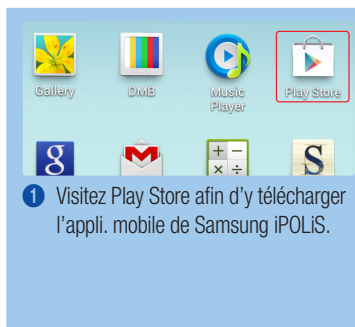 Gallery
DMB
Music
Player
Play Store
g
M
S
1 Visitez Play Store afin d’y télécharger
l’appli. mobile de Samsung iPOLiS.